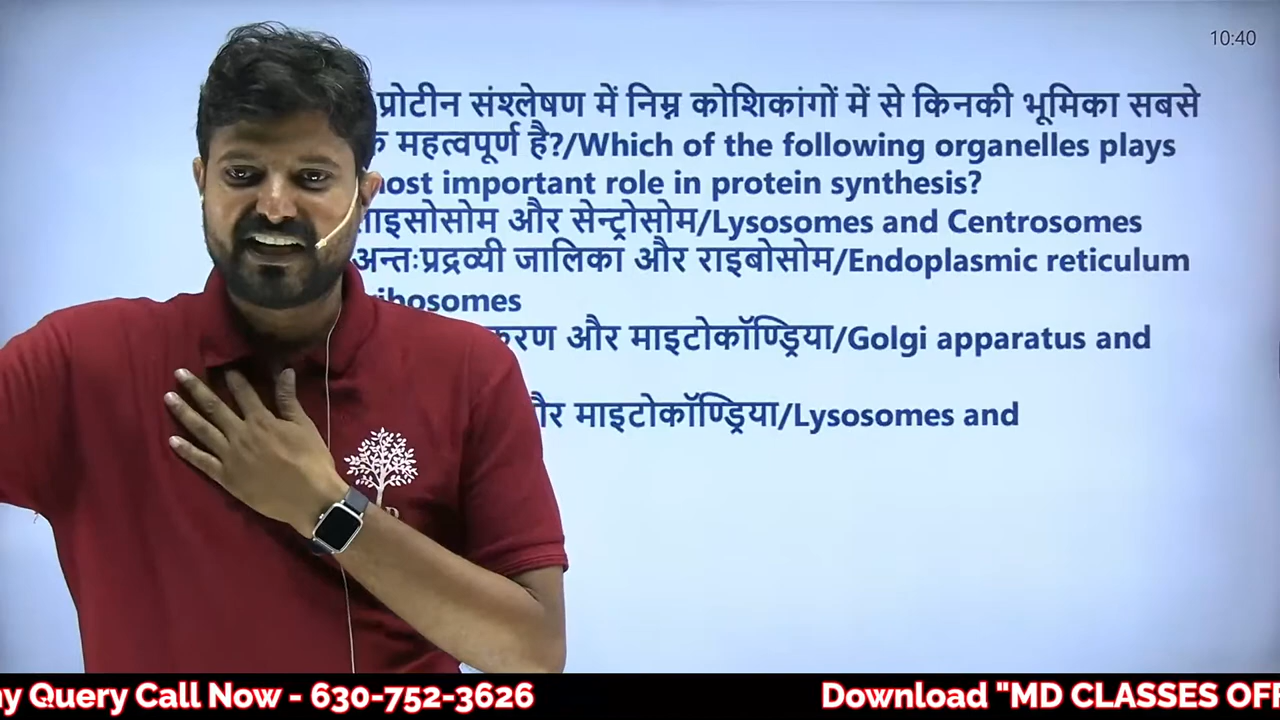 10:40
प्रोटीन संश्लेषण में निम्न कोशिकांगों में से किनकी भूमिका सबसे
महत्वपूर्ण है?/Which of the following organelles plays
most important role in protein synthesis?
लाइसोसोम और सेन्ट्रोसोम/Lysosomes and Centrosomes
अन्तःप्रद्रव्यी जालिका और राइबोसोम/Endoplasmic reticulum
ribosomes
करण और माइटोकॉण्ड्रिया/Golgi apparatus and
और माइटोकॉण्ड्रिया/Lysosomes and
ny Query Call Now - 630-752-3626
Download "MD CLASSES OFF